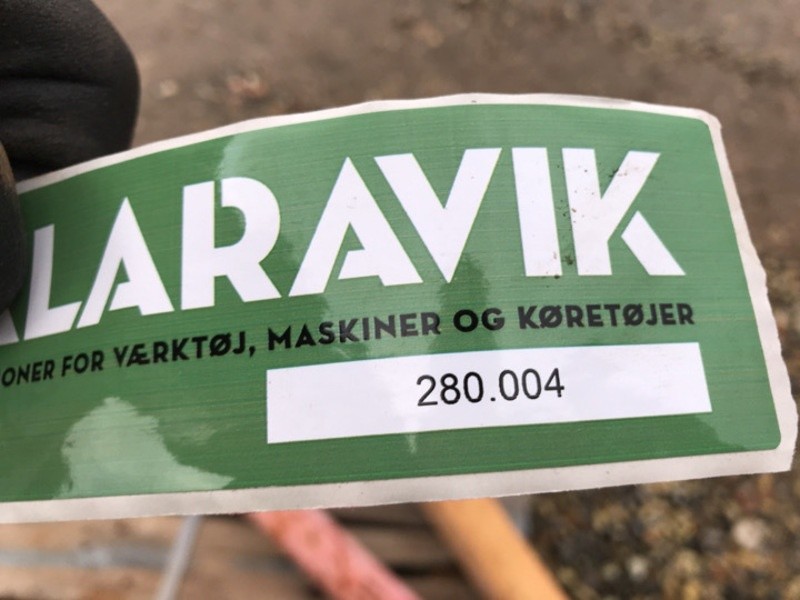 LARAVIK
ONER FOR VÆRKTØJ, MASKINER OG KØRETØJER
280.004